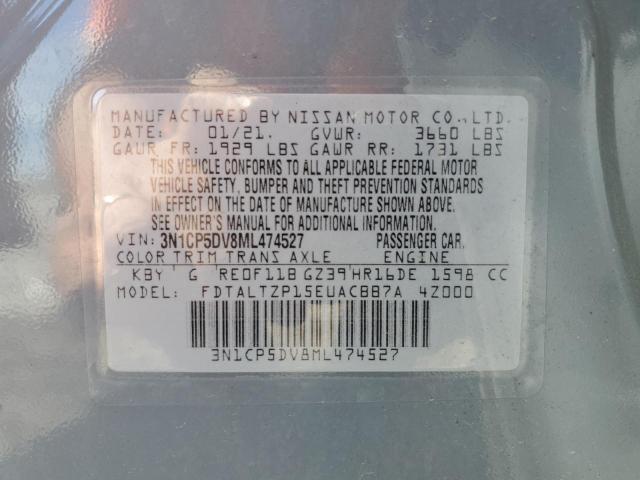 MANUFACTURED BY NISSAN MOTOR CO.,LTD.
DATE: 01/21. GVWR: 3660 LBS
GAWR FR: 1929 LBS GAWR RR: 1731 LBS
THIS VEHICLE CONFORMS TO ALL APPLICABLE FEDERAL MOTOR
VEHICLE SAFETY, BUMPER AND THEFT PREVENTION STANDARDS
IN EFFECT ON THE DATE OF MANUFACTURE SHOWN ABOVE.
SEE OWNER'S MANUAL FOR ADDITIONAL INFORMATION.
VIN: 3N1CP5DV8ML474527 PASSENGER CAR.
COLOR TRIM TRANS AXLE ENGINE
KBY G RE0F11B GZ39 HR16DE 1598 CC
MODEL: FDTALTZP15EUACBB7A 4Z000
3N1CP5DV8ML474527